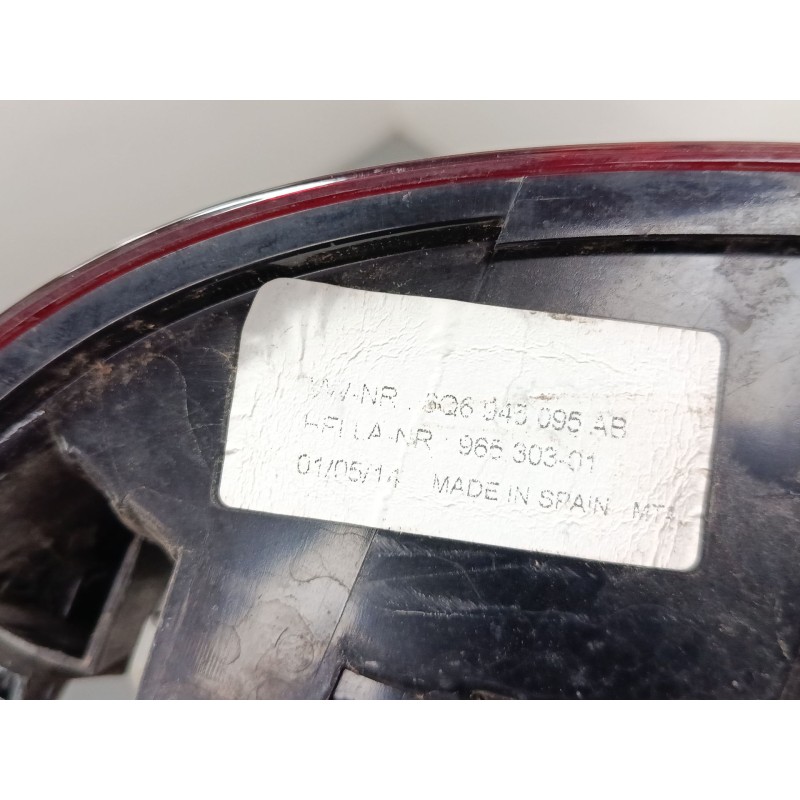 VW-NR : 6Q6 945 095 AB
HELLA-NR : 965 303-01
01/05/14 MADE IN SPAIN